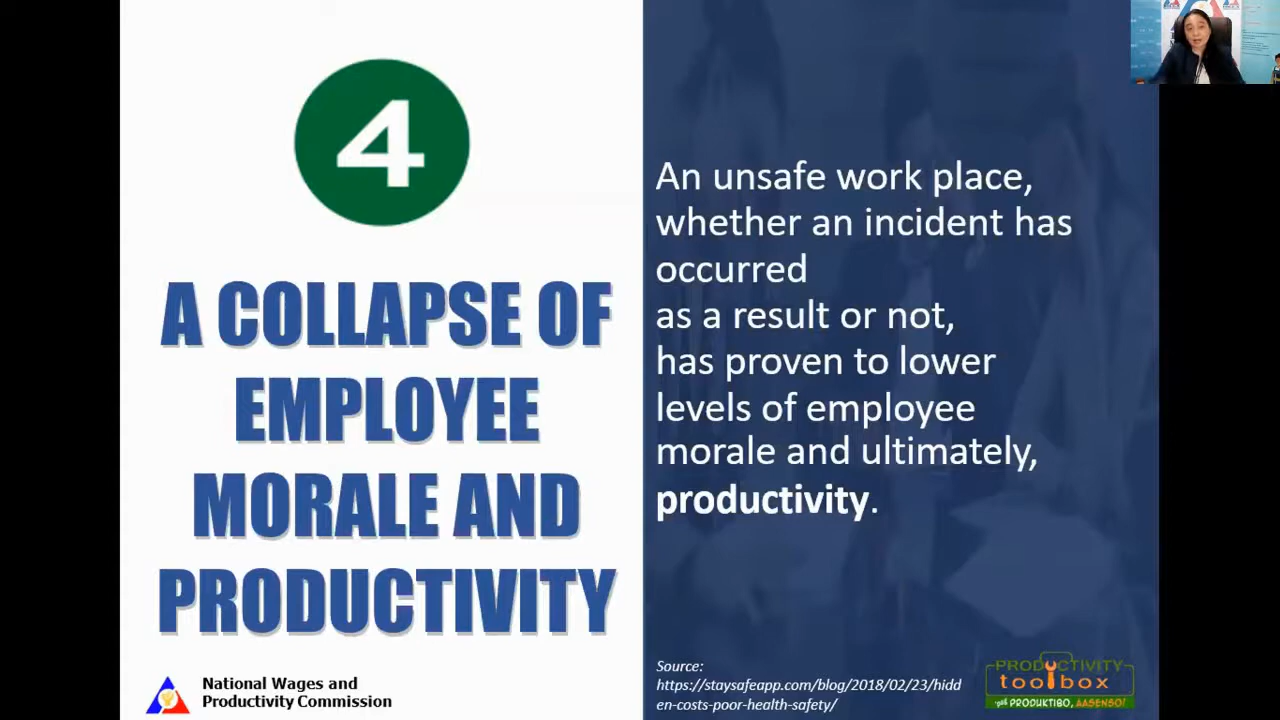 4
A COLLAPSE OF
EMPLOYEE
MORALE AND
PRODUCTIVITY
National Wages and
Productivity Commission
An unsafe work place,
whether an incident has
occurred
as a result or not,
has proven to lower
levels of employee
morale and ultimately,
productivity.
Source:
https://staysafeapp.com/blog/2018/02/23/hidd
en-costs-poor-health-safety/
PRODUCTIVITY
toolbox
PRODUKTIBO, AASENSO!